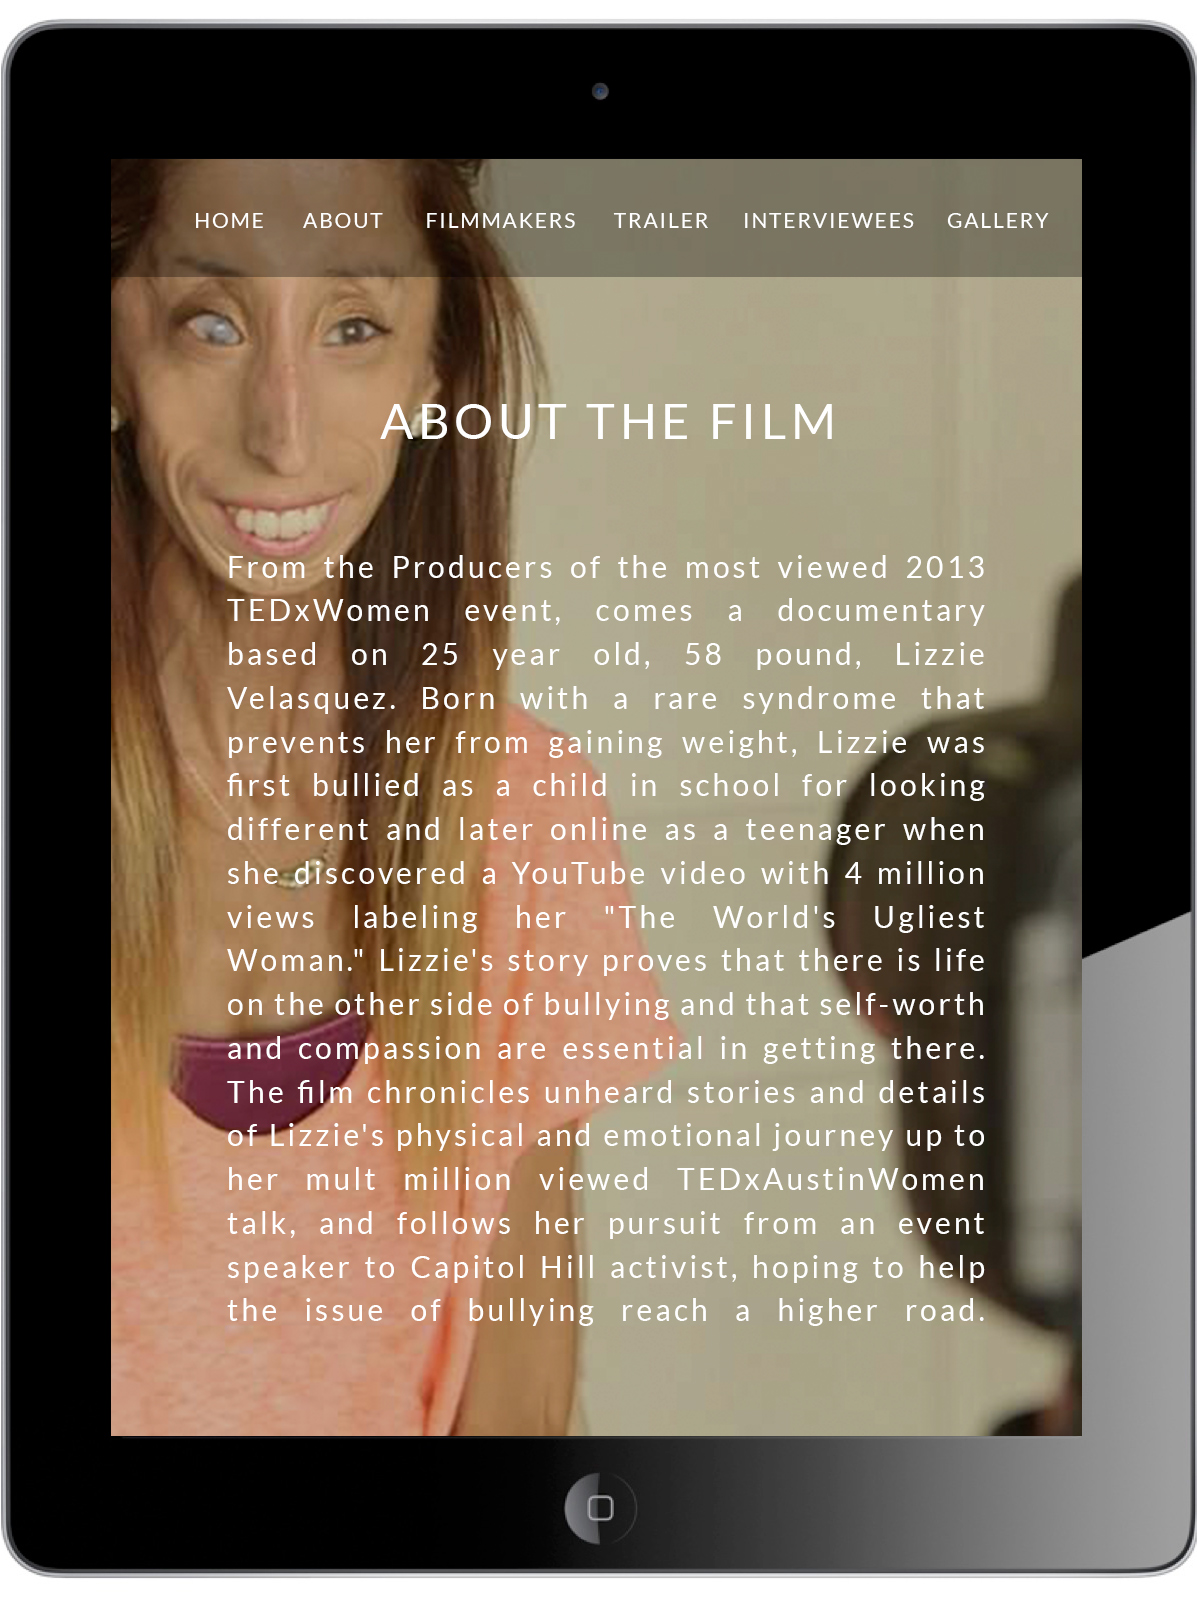 HOME ABOUT FILMMAKERS TRAILER INTERVIEWEES GALLERY
ABOUT THE FILM
From the Producers of the most viewed 2013
TEDxWomen event, comes a documentary
based on 25 year old, 58 pound, Lizzie
Velasquez. Born with a rare syndrome that
prevents her from gaining weight, Lizzie was
first bullied as a child in school for looking
different and later online as a teenager when
she discovered a YouTube video with 4 million
views labeling her "The World's Ugliest
Woman." Lizzie's story proves that there is life
on the other side of bullying and that self-worth
and compassion are essential in getting there.
The film chronicles unheard stories and details
of Lizzie's physical and emotional journey up to
her mult million viewed TEDxAustinWomen
talk, and follows her pursuit from an event
speaker to Capitol Hill activist, hoping to help
the issue of bullying reach a higher road.